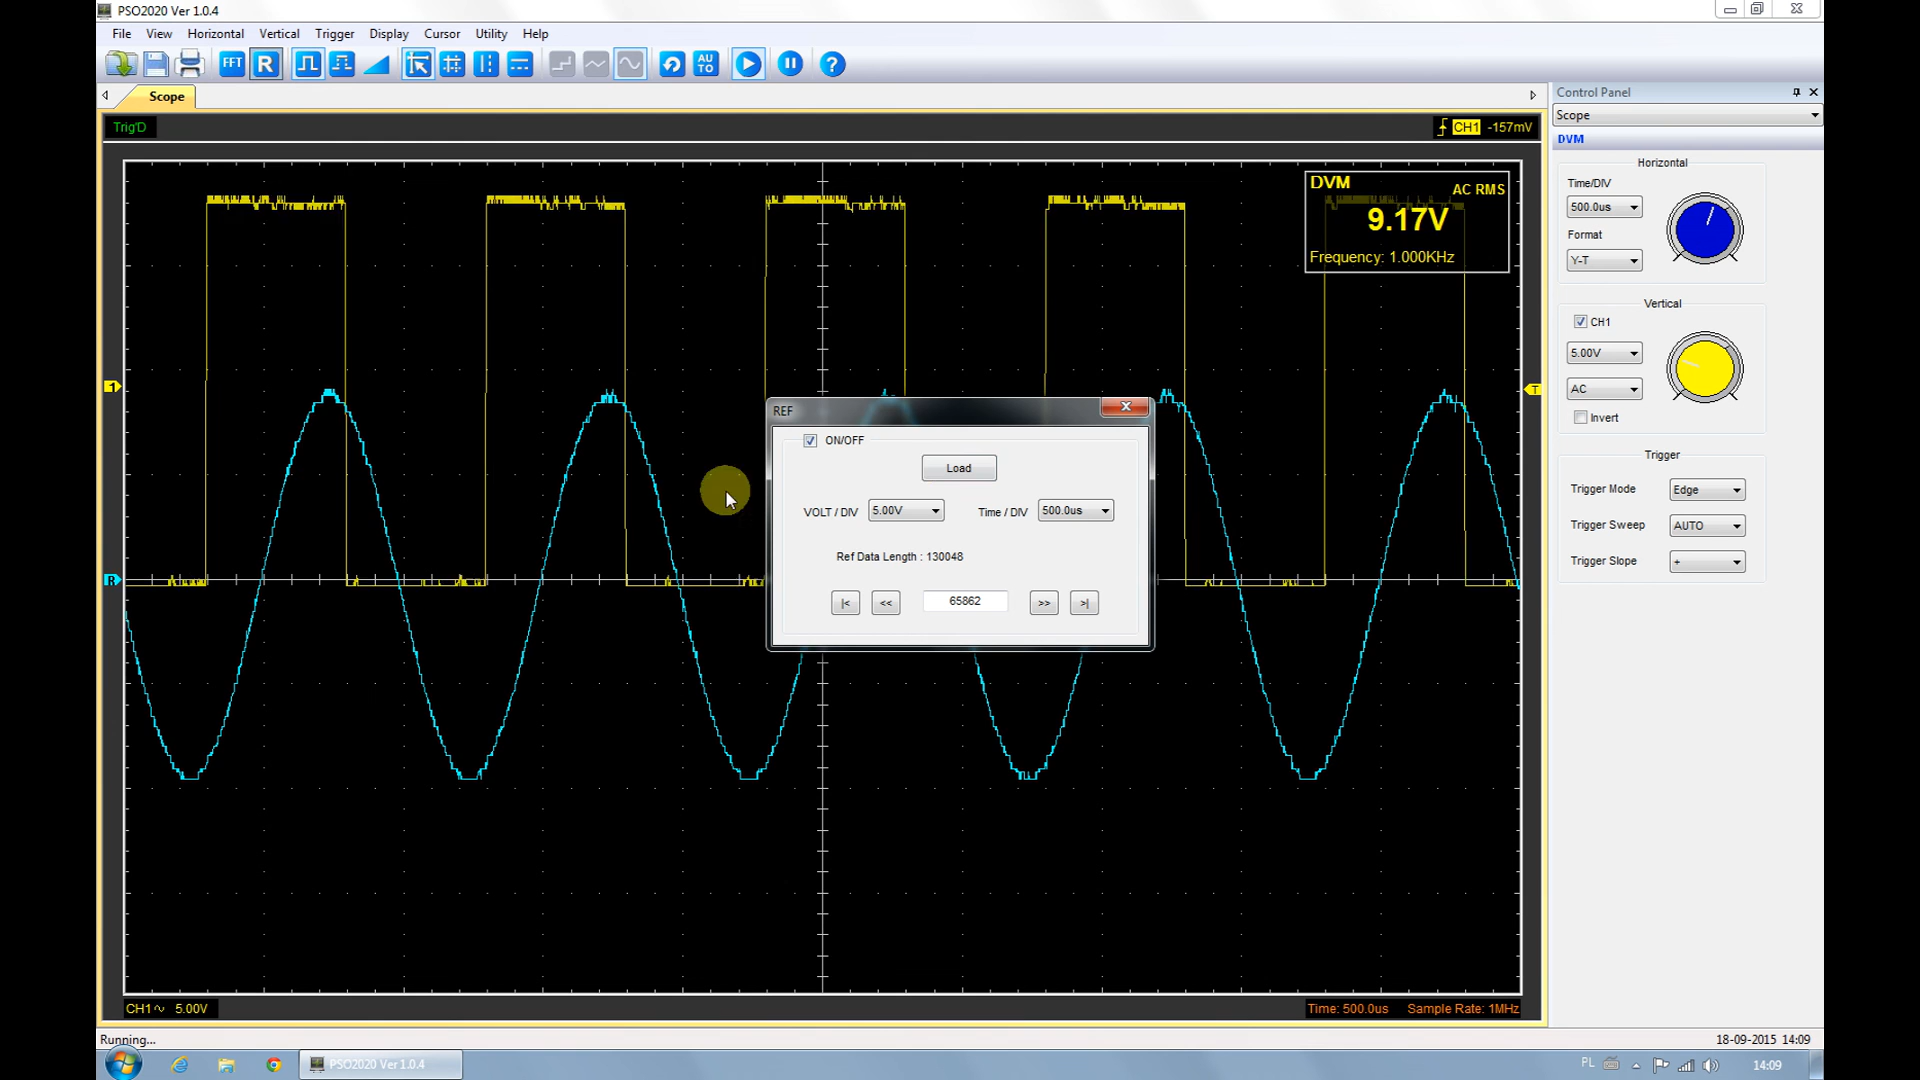 PSO2020 Ver 1.0.4
File View Horizontal Vertical Trigger Display Cursor Utility Help
FFT R AU TO ?
Scope
Control Panel
Scope
Trig'D
CH1 -157mV
DVM
DVM
AC RMS
9.17V
Frequency: 1.000KHz
Horizontal
Time/DIV
500.0us
Format
Y-T
Vertical
CH1
5.00V
AC
Invert
Trigger
Trigger Mode Edge
Trigger Sweep AUTO
Trigger Slope +
1
T
R
REF
ON/OFF
Load
VOLT / DIV 5.00V Time / DIV 500.0us
Ref Data Length : 130048
|< << 65862 >> >|
CH1~ 5.00V
Time: 500.0us Sample Rate: 1MHz
Running...
18-09-2015 14:09
PSO2020 Ver 1.0.4
PL
14:09